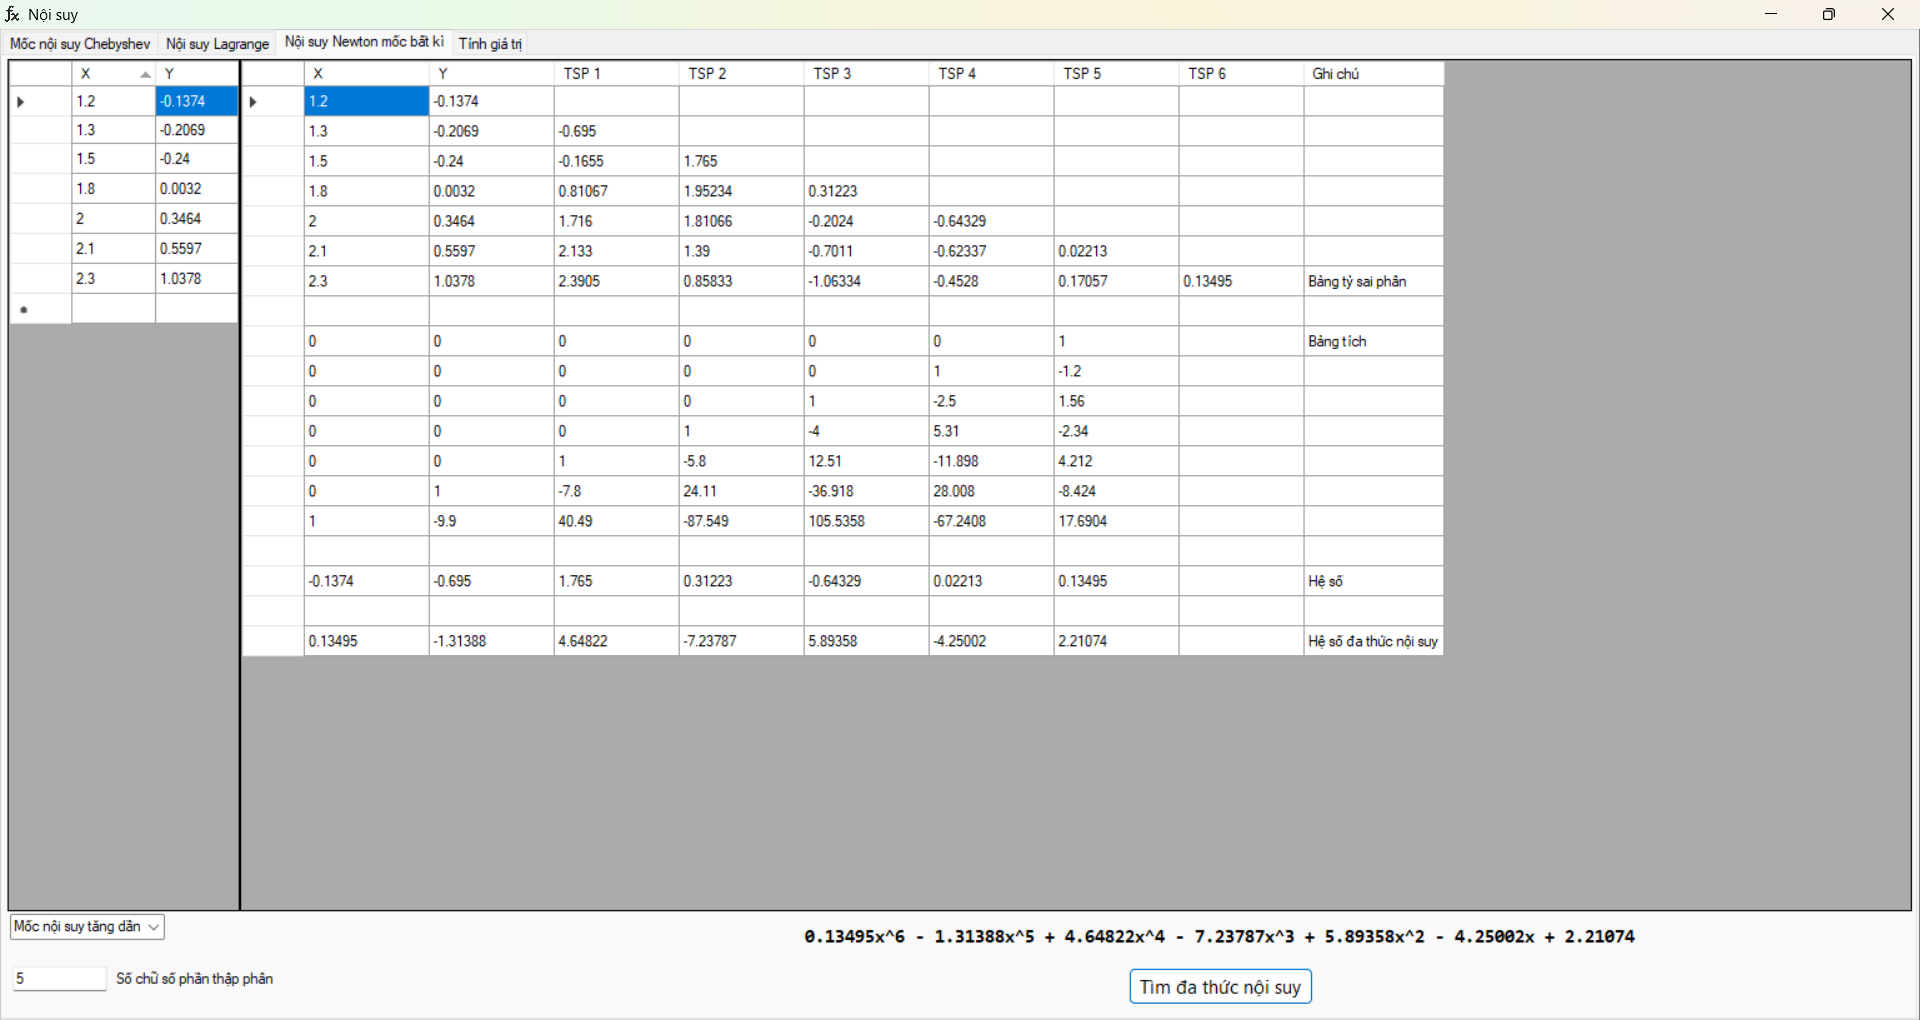 Nội suy
Mốc nội suy Chebyshev Nội suy Lagrange Nội suy Newton mốc bất kì Tính giá trị
X Y
1.2 -0.1374
1.3 -0.2069
1.5 -0.24
1.8 0.0032
2 0.3464
2.1 0.5597
2.3 1.0378
X Y TSP 1 TSP 2 TSP 3 TSP 4 TSP 5 TSP 6 Ghi chú
1.2 -0.1374
1.3 -0.2069 -0.695
1.5 -0.24 -0.1655 1.765
1.8 0.0032 0.81067 1.95234 0.31223
2 0.3464 1.716 1.81066 -0.2024 -0.64329
2.1 0.5597 2.133 1.39 -0.7011 -0.62337 0.02213
2.3 1.0378 2.3905 0.85833 -1.06334 -0.4528 0.17057 0.13495 Bảng tỷ sai phân
0 0 0 0 0 0 1 Bảng tích
0 0 0 0 0 1 -1.2
0 0 0 0 1 -2.5 1.56
0 0 0 1 -4 5.31 -2.34
0 0 1 -5.8 12.51 -11.898 4.212
0 1 -7.8 24.11 -36.918 28.008 -8.424
1 -9.9 40.49 -87.549 105.5358 -67.2408 17.6904
-0.1374 -0.695 1.765 0.31223 -0.64329 0.02213 0.13495 Hệ số
0.13495 -1.31388 4.64822 -7.23787 5.89358 -4.25002 2.21074 Hệ số đa thức nội suy
Mốc nội suy tăng dần
0.13495x^6 - 1.31388x^5 + 4.64822x^4 - 7.23787x^3 + 5.89358x^2 - 4.25002x + 2.21074
5 Số chữ số phần thập phân
Tìm đa thức nội suy